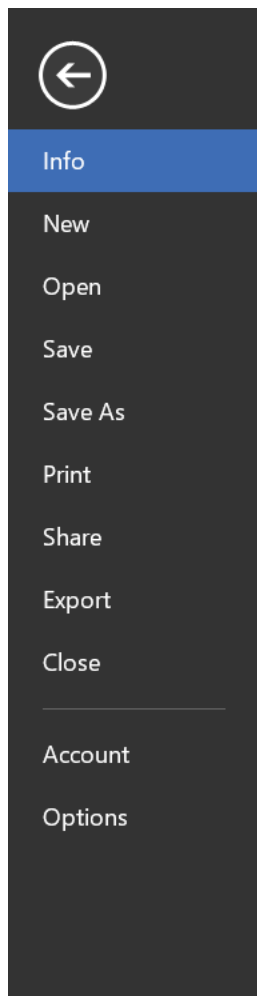 Info
New
Open
Save
Save As
Print
Share
Export
Close
Account
Options